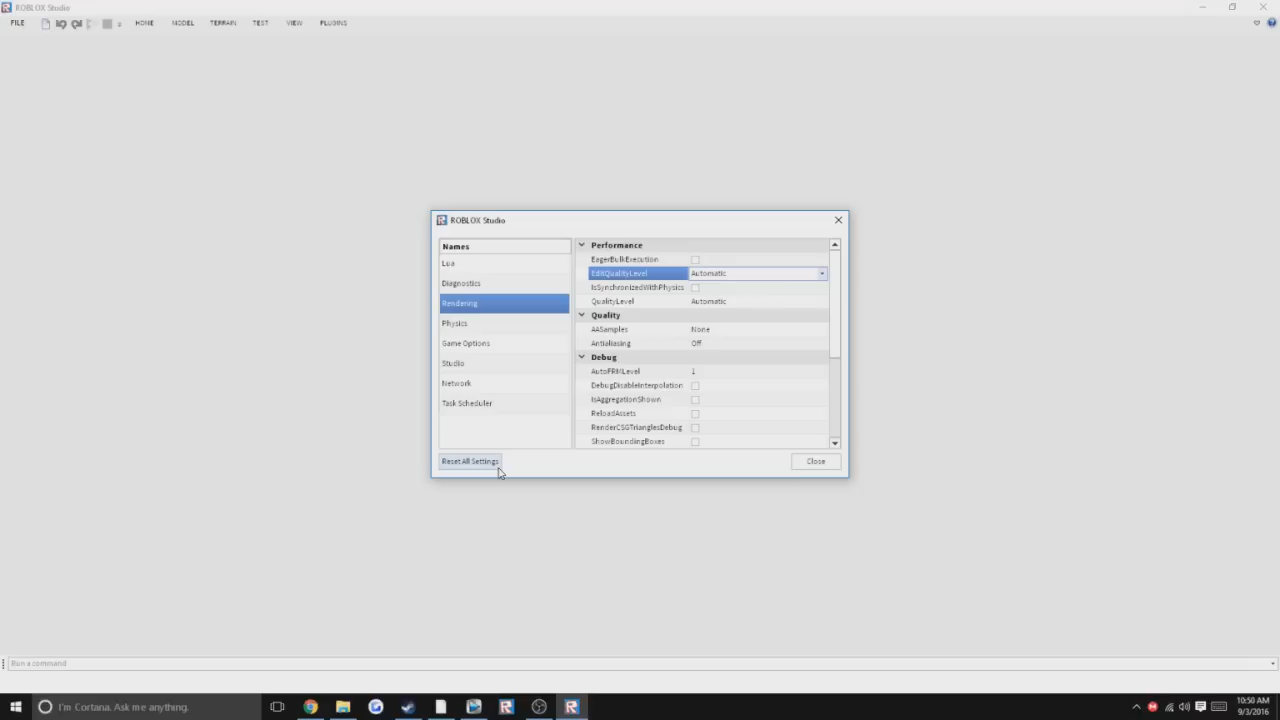 ROBLOX Studio
FILE HOME MODEL TERRAIN TEST VIEW PLUGINS
ROBLOX Studio
Names
Lua
Diagnostics
Rendering
Physics
Game Options
Studio
Network
Task Scheduler
Performance
EagerBulkExecution
EditQualityLevel Automatic
IsSynchronizedWithPhysics
QualityLevel Automatic
Quality
AASamples None
Antialiasing Off
Debug
AutoFRMLevel 1
DebugDisableInterpolation
IsAggregationShown
ReloadAssets
RenderCSGTrianglesDebug
ShowBoundingBoxes
Reset All Settings Close
Run a command
I'm Cortana. Ask me anything.
10:50 AM
9/3/2016